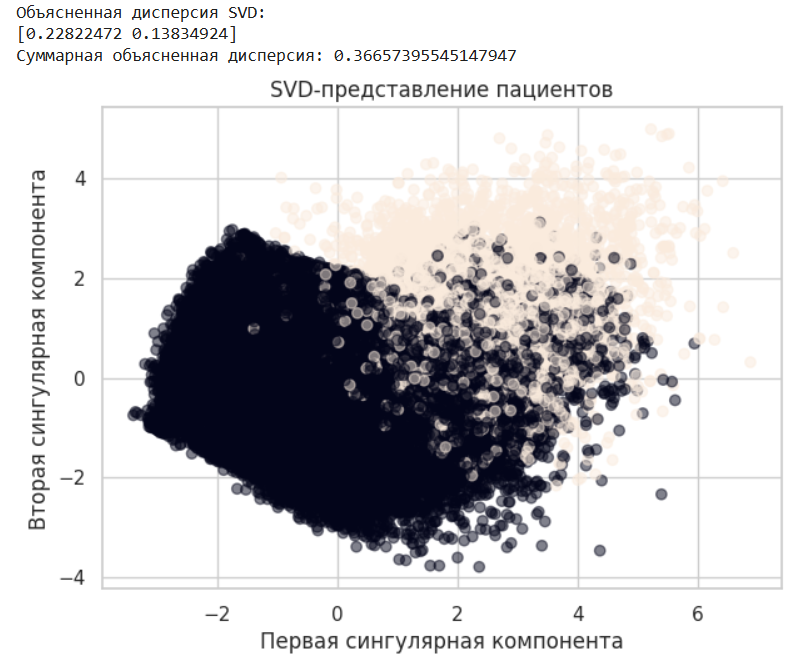 Объясненная дисперсия SVD:
[0.22822472 0.13834924]
Суммарная объясненная дисперсия: 0.36657395545147947
SVD-представление пациентов
4
2
0
−2
−4
Вторая сингулярная компонента
−2 0 2 4 6
Первая сингулярная компонента